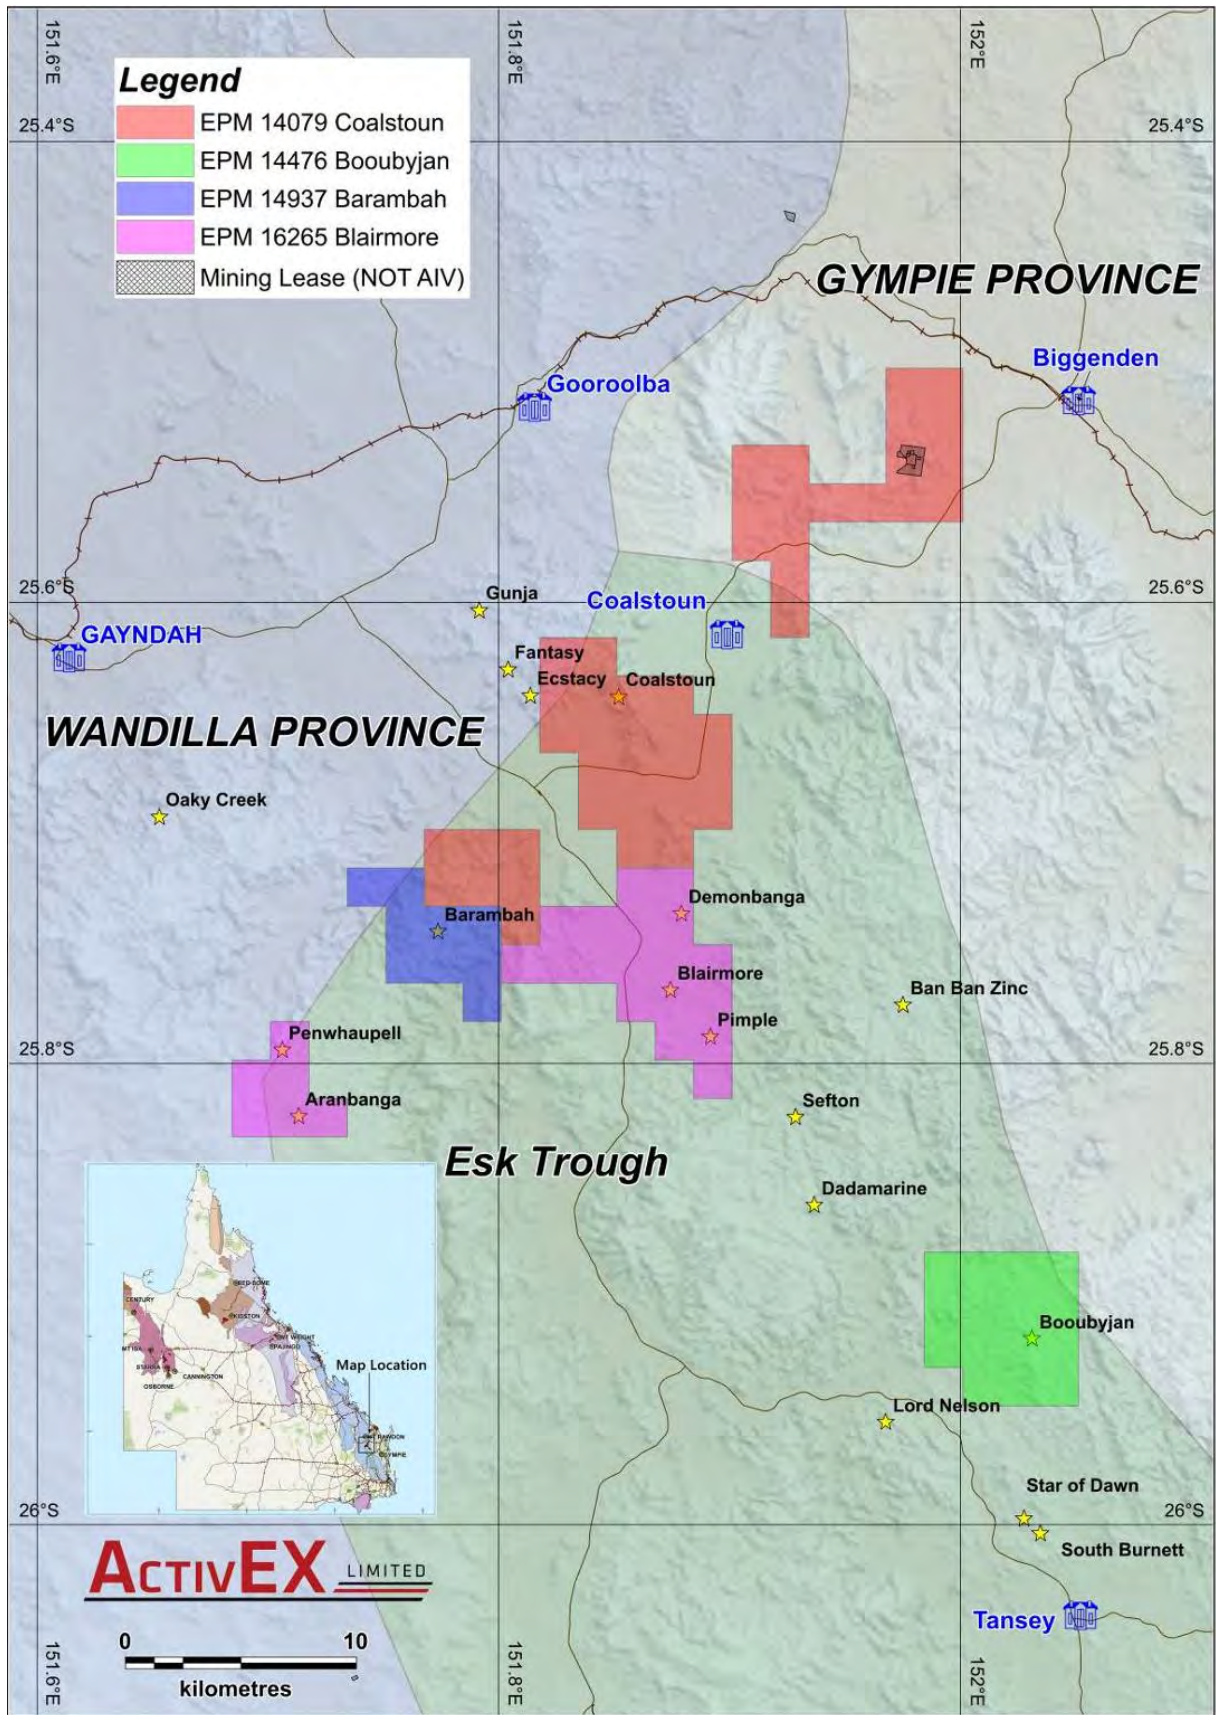 151.6°E
151.8°E
152°E
Legend
EPM 14079 Coalstoun
EPM 14476 Booubyjan
EPM 14937 Barambah
EPM 16265 Blairmore
Mining Lease (NOT AIV)
25.4°S
25.4°S
GYMPIE PROVINCE
Biggenden
Gooroolba
25.6°S
25.6°S
Gunja
Coalstoun
GAYNDAH
Fantasy
Ecstacy
Coalstoun
WANDILLA PROVINCE
Oaky Creek
Demonbanga
Barambah
Blairmore
Ban Ban Zinc
Pimple
Penwhaupell
25.8°S
25.8°S
Aranbanga
Sefton
Esk Trough
Dadamarine
CENTURY
KIDSTON
CANNINGTON
OSBORNE
Map Location
Booubyjan
Lord Nelson
Star of Dawn
26°S
26°S
South Burnett
ACTIVEX LIMITED
Tansey
0 10
kilometres
151.6°E
151.8°E
152°E